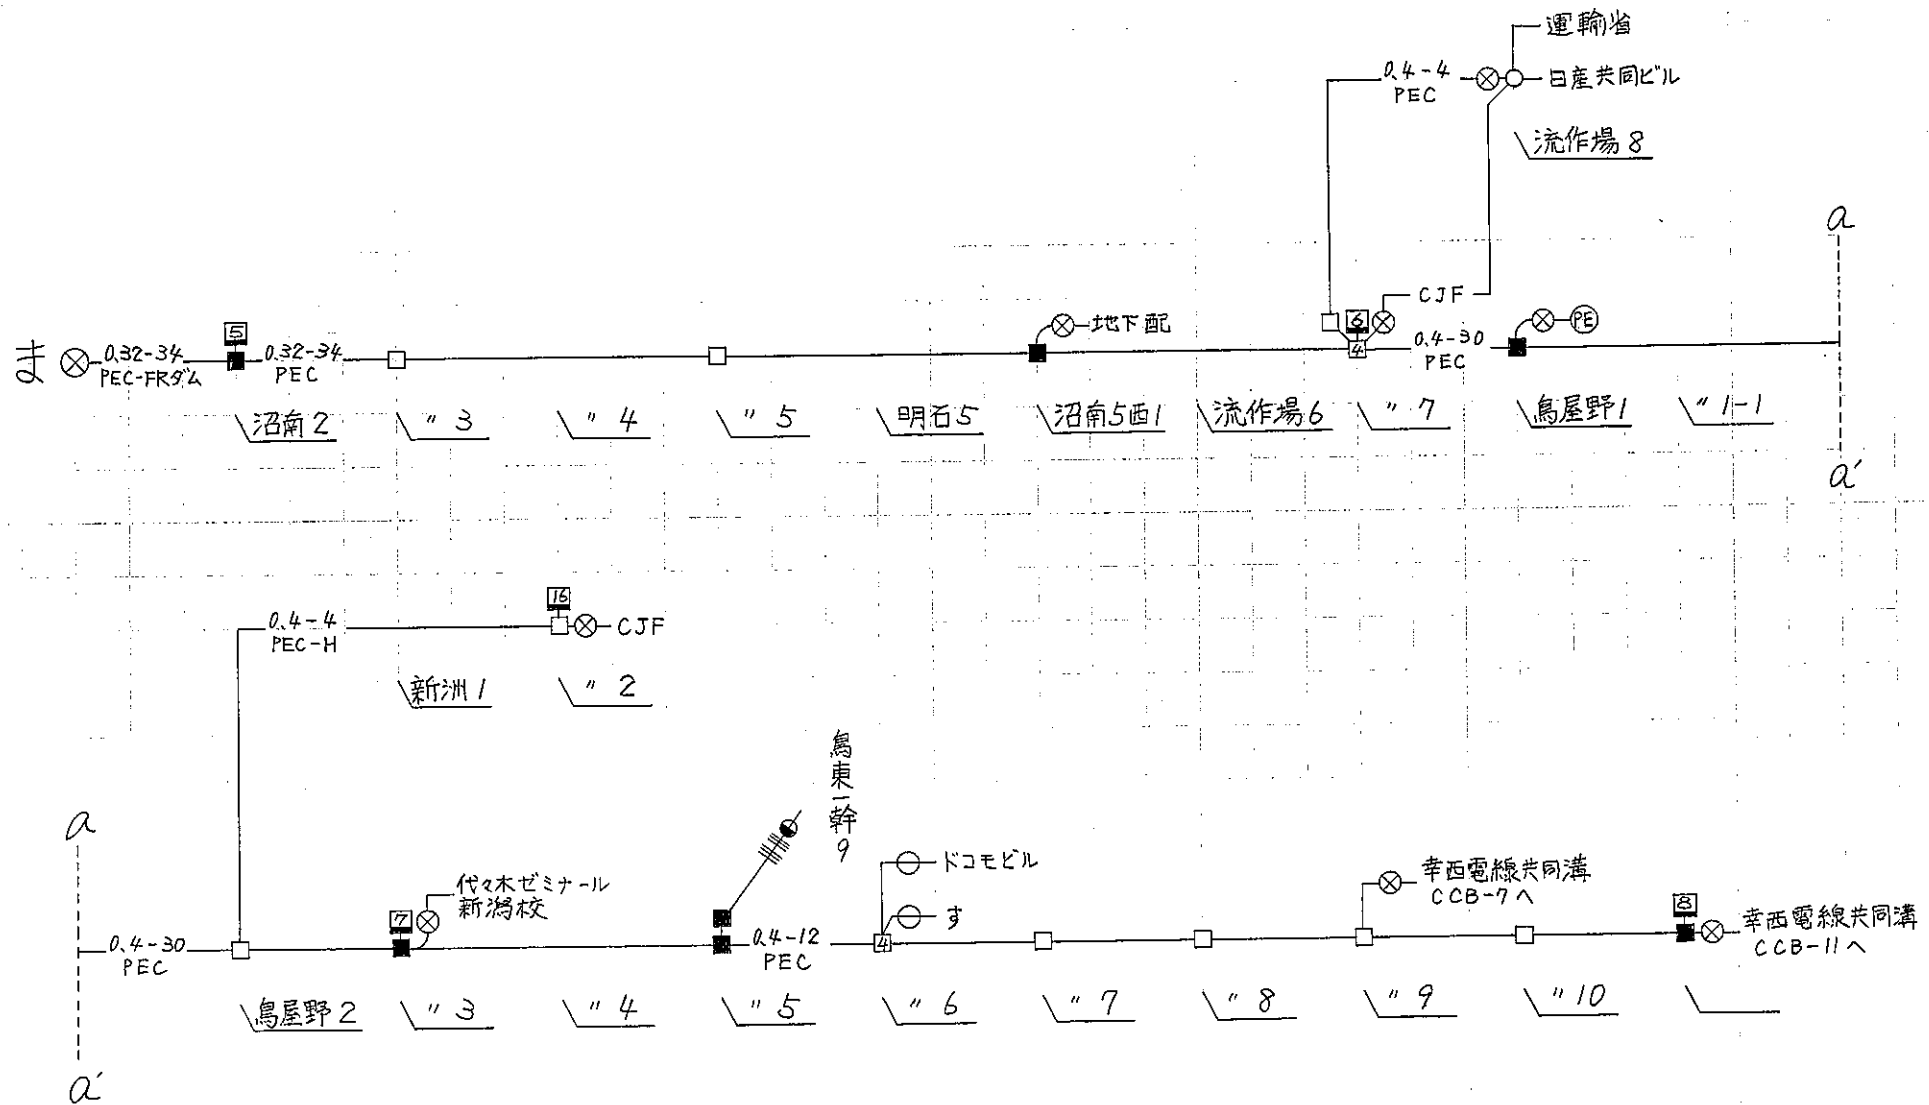 運輸省
0.4-4
PEC
日産共同ビル
流作場8
a
CJF
ま
0.32-34
PEC-FRダム
5
0.32-34
PEC
地下配
6
4
0.4-30
PEC
PE
沼南2
〃3
〃4
〃5
明石5
沼南5西1
流作場6
〃7
鳥屋野1
〃1-1
a'
0.4-4
PEC-H
16
CJF
新洲1
〃2
鳥東一幹9
a
代々木ゼミナール
新潟校
7
ドコモビル
す
幸西電線共同溝
CCB-7へ
8
幸西電線共同溝
CCB-11へ
0.4-30
PEC
0.4-12
PEC
4
鳥屋野2
〃3
〃4
〃5
〃6
〃7
〃8
〃9
〃10
a'